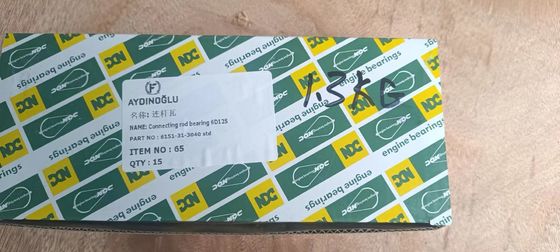 F
AYDINOĞLU
名称: 连杆瓦
NAME: Connecting rod bearing 6D125
PART NO : 6151-31-3040 std
ITEM NO : 65
QTY : 15
1.3KG
NDC
engine bearings